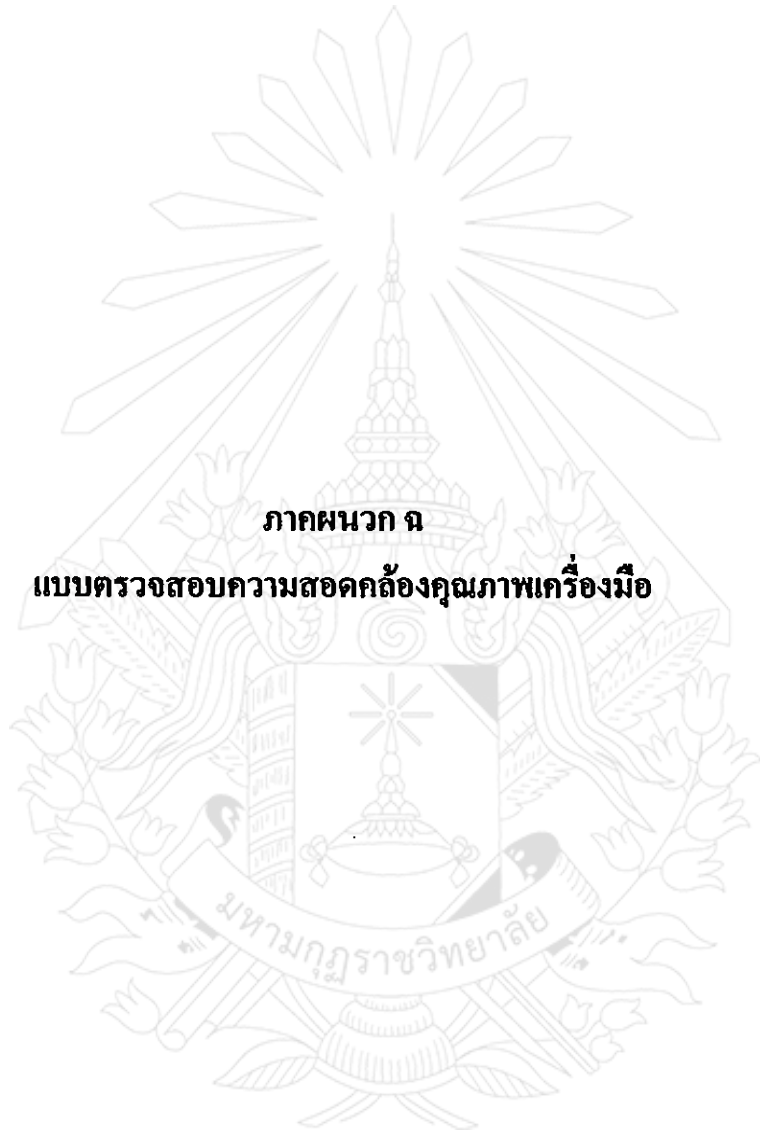 ภาคผนวก ฉ
แบบตรวจสอบความสอดคล้องคุณภาพเครื่องมือ
มหามกุฏราชวิทยาลัย